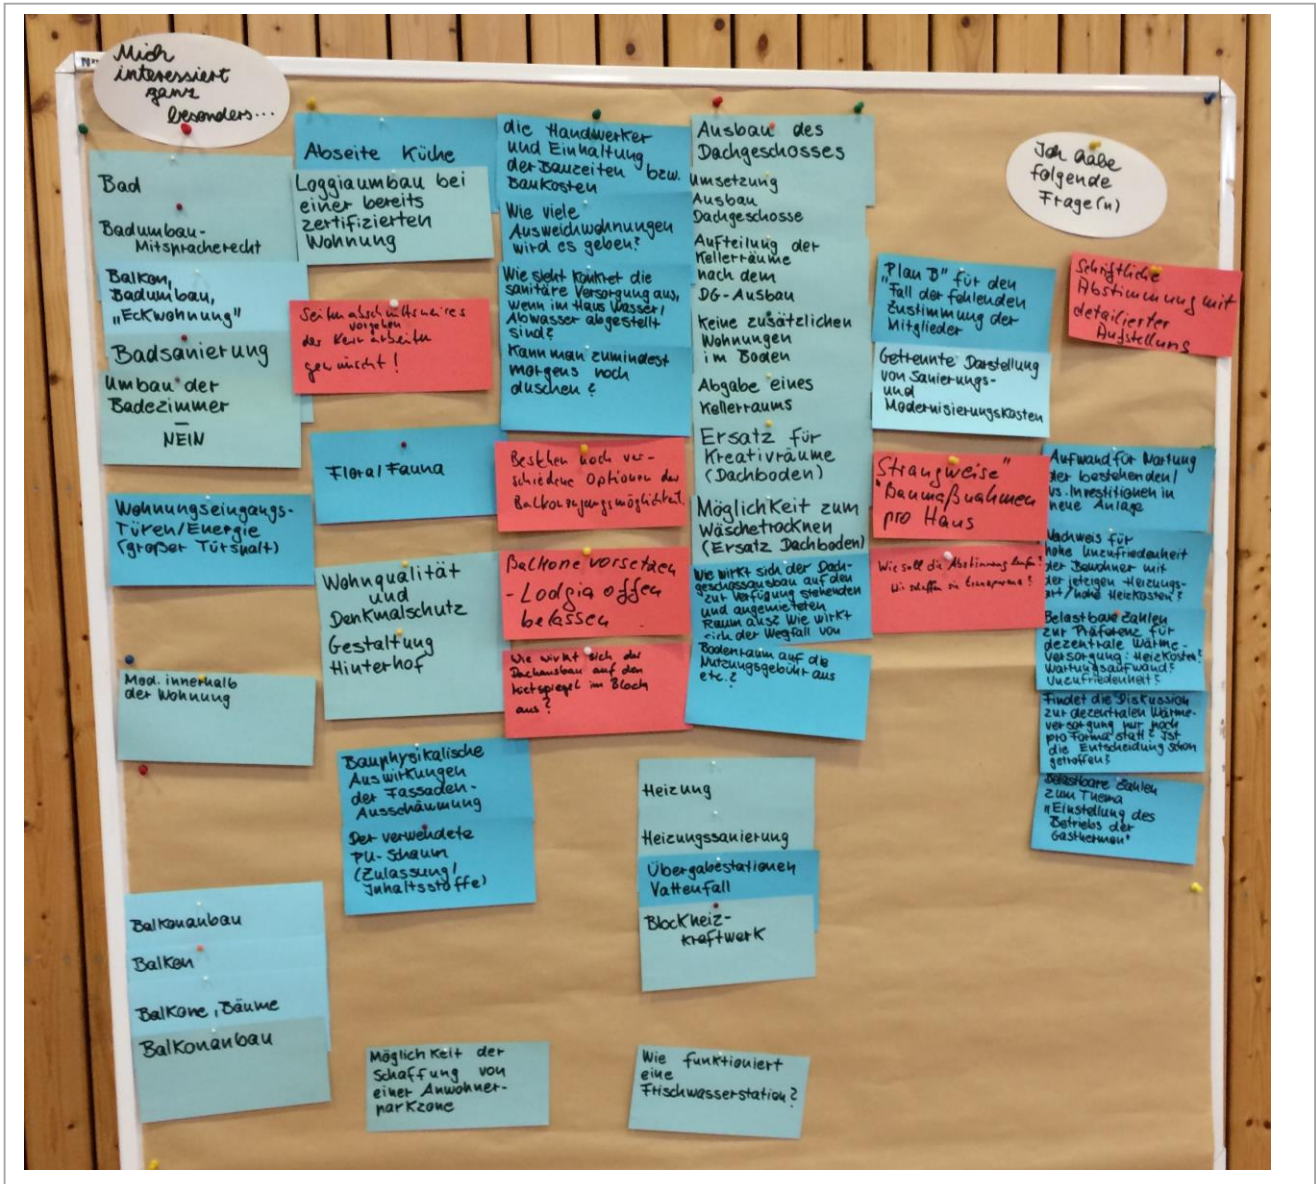 Mich
interessiert
ganz
besonders...
Bad
Badumbau-
Mitspracherecht
Balkon,
Badumbau,
„Eckwohnung"
Badsanierung
Umbau der
Badezimmer
NEIN
Wohnungseingangs-
Türen/Energie
(großer Türspalt)
Mod. innerhalb
der Wohnung
Balkonanbau
Balkon
Balkone, Bäume
Balkonanbau
Abseite Küche
Loggiaumbau bei
einer bereits
zertifizierten
Wohnung
vorgehen
gewünscht!
Flora/Fauna
Wohnqualität
und
Denkmalschutz
Gestaltung
Hinterhof
Bauphysikalische
Auswirkungen
der Fassaden-
Ausschäumung
Der verwendete
PU-Schaum
(Zulassung/
Inhaltsstoffe)
Möglichkeit der
Schaffung von
einer Anwohner-
parkzone
die Handwerker
und Einhaltung
der Bauzeiten bzw.
Baukosten
Wie viele
Ausweichwohnungen
wird es geben?
Wie sieht konkret die
sanitäre Versorgung aus,
wenn im Haus Wasser/
Abwasser abgestellt
sind?
Kann man zumindest
morgens noch
duschen?
Bestehen noch ver-
schiedene Optionen der
Balkonzugangsmöglichkeit.
Balkone vorsetzen
- Lodgia offen
belassen
Wie wirkt sich der
Dachausbau auf den
Mietspiegel im Block
aus?
Ausbau des
Dachgeschosses
Umsetzung
Ausbau
Dachgeschosse
Aufteilung der
Kellerräume
nach dem
DG-Ausbau
Keine zusätzlichen
Wohnungen
im Boden
Abgabe eines
Kellerraums
Ersatz für
Kreativräume
(Dachboden)
Möglichkeit zum
Wäschetrocknen
(Ersatz Dachboden)
Wie wirkt sich der Dach-
geschossausbau auf den
zur Verfügung stehenden
und angemieteten
Raum aus? Wie wirkt
sich der Wegfall von
Bodenraum auf die
Nutzungsgebühr aus
etc.?
Heizung
Heizungssanierung
Übergabestationen
Vattenfall
Blockheiz-
kraftwerk
Wie funktioniert
eine
Frischwasserstation?
Ich habe
folgende
Frage(n)
„Plan B" für den
Fall der fehlenden
Zustimmung der
Mitglieder
Getrennte Darstellung
von Sanierungs-
und
Modernisierungskosten
Strangweise"
"Baumaßnahmen
pro Haus
Wie soll die Abstimmung laufen?
Schriftliche
Abstimmung mit
detailierter
Aufstellung
Aufwand für Wartung
der bestehenden/
vs. Investitionen in
neue Anlage
Nachweis für
hohe Unzufriedenheit
der Bewohner mit
der jetzigen Heizungs-
art/hohe Heizkosten?
Belastbare Zahlen
zur Präferenz für
dezentrale Wärme-
versorgung: Heizkosten?
Wartungsaufwand?
Unzufriedenheit?
Findet die Diskussion
zur dezentralen Wärme-
versorgung nur noch
pro forma statt? Ist
die Entscheidung schon
getroffen?
Belastbare Zahlen
zum Thema
„Einstellung des
Betriebs der
Gasthermen"